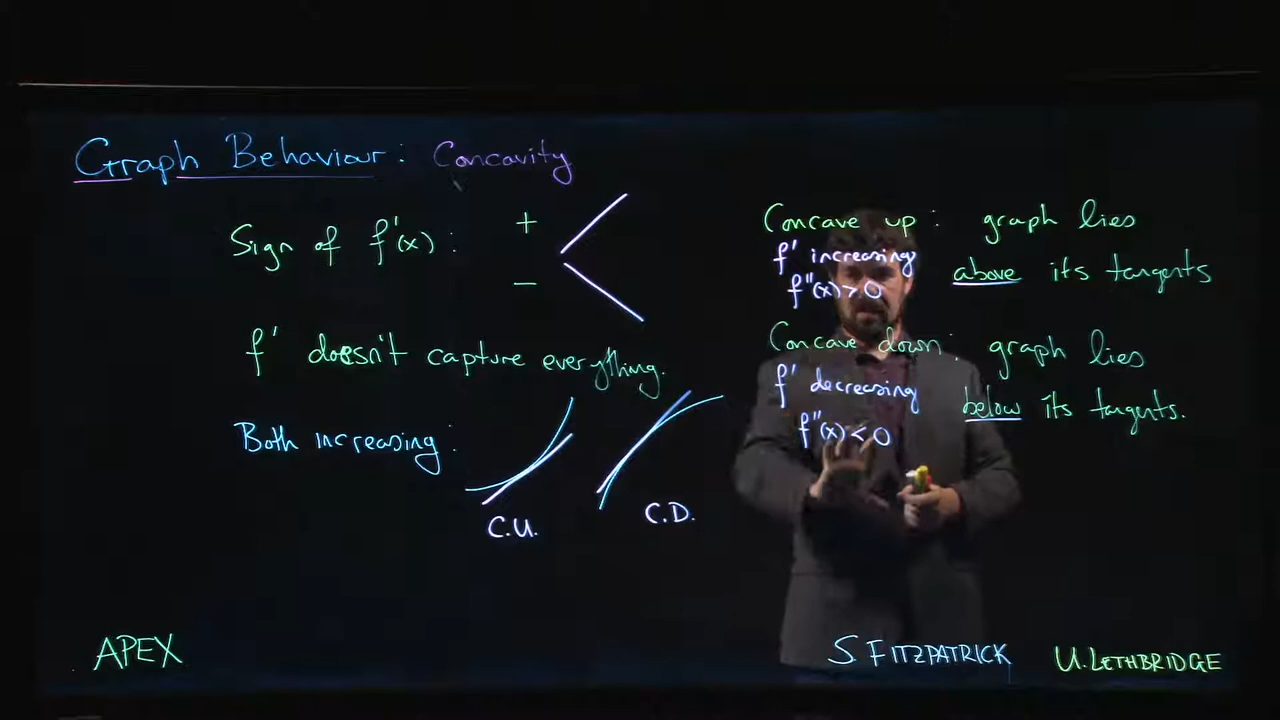 Graph Behaviour: Concavity
Sign of f'(x):
+
−
f' doesn't capture everything.
Both increasing:
C.U.
C.D.
Concave up: graph lies
above its tangents
f' increasing
f''(x)>0
Concave down: graph lies
below its tangents.
f' decreasing
f''(x)<0
APEX
S. FITZPATRICK
U. LETHBRIDGE